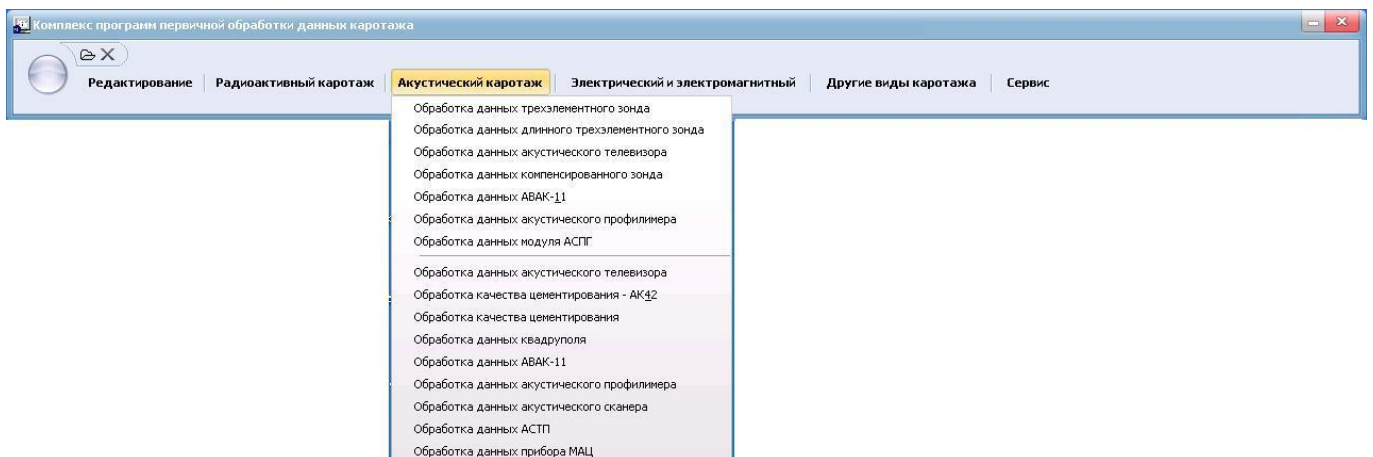 Комплекс программ первичной обработки данных каротажа
Редактирование Радиоактивный каротаж Акустический каротаж Электрический и электромагнитный Другие виды каротажа Сервис
Обработка данных трехэлементного зонда
Обработка данных длинного трехэлементного зонда
Обработка данных акустического телевизора
Обработка данных компенсированного зонда
Обработка данных АВАК-11
Обработка данных акустического профилимера
Обработка данных модуля АСПГ
Обработка данных акустического телевизора
Обработка качества цементирования - АК42
Обработка качества цементирования
Обработка данных квадруполя
Обработка данных АВАК-11
Обработка данных акустического профилимера
Обработка данных акустического сканера
Обработка данных АСТП
Обработка данных прибора МАЦ